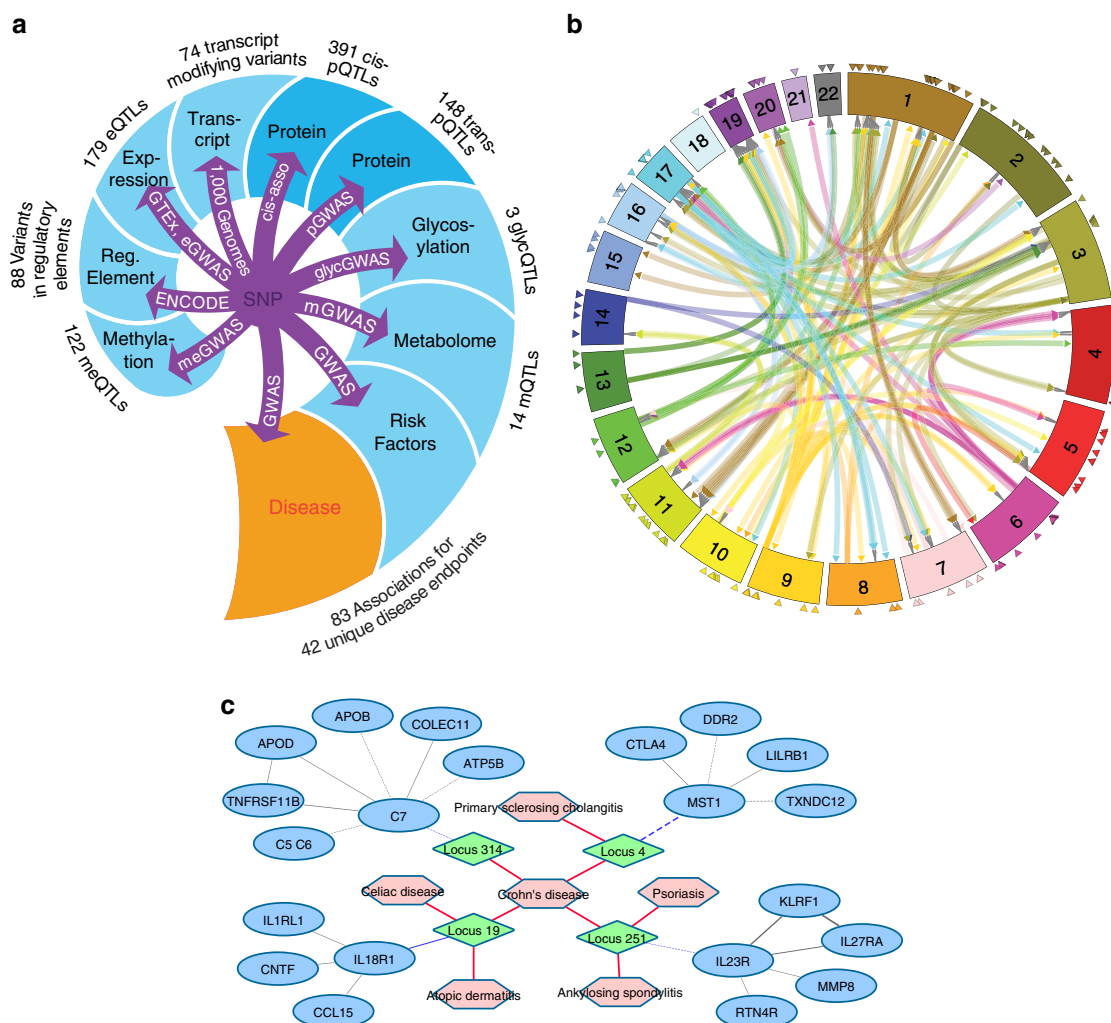 a
74 transcript
modifying variants
391 cis-
pQTLs
148 trans-
pQTLs
179 eQTLs
88 Variants
in regulatory
elements
122 meQTLs
3 glycQTLs
14 mQTLs
83 Associations for
42 unique disease endpoints
Trans-
cript
Protein
Protein
Exp-
ression
Glycos-
ylation
Reg.
Element
Methyla-
tion
Metabolome
Risk
Factors
Disease
SNP
GTEx, eGWAS
1,000 Genomes
cis-asso
pGWAS
glycGWAS
mGWAS
GWAS
GWAS
meGWAS
ENCODE
b
1
2
3
4
5
6
7
8
9
10
11
12
13
14
15
16
17
18
19
20
21
22
c
APOB
COLEC11
APOD
ATP5B
TNFRSF11B
C7
C5 C6
DDR2
CTLA4
LILRB1
MST1
TXNDC12
Primary sclerosing cholangitis
Locus 314
Locus 4
Celiac disease
Crohn's disease
Psoriasis
Locus 19
Locus 251
Atopic dermatitis
Ankylosing spondylitis
IL1RL1
IL18R1
CNTF
CCL15
KLRF1
IL27RA
IL23R
MMP8
RTN4R